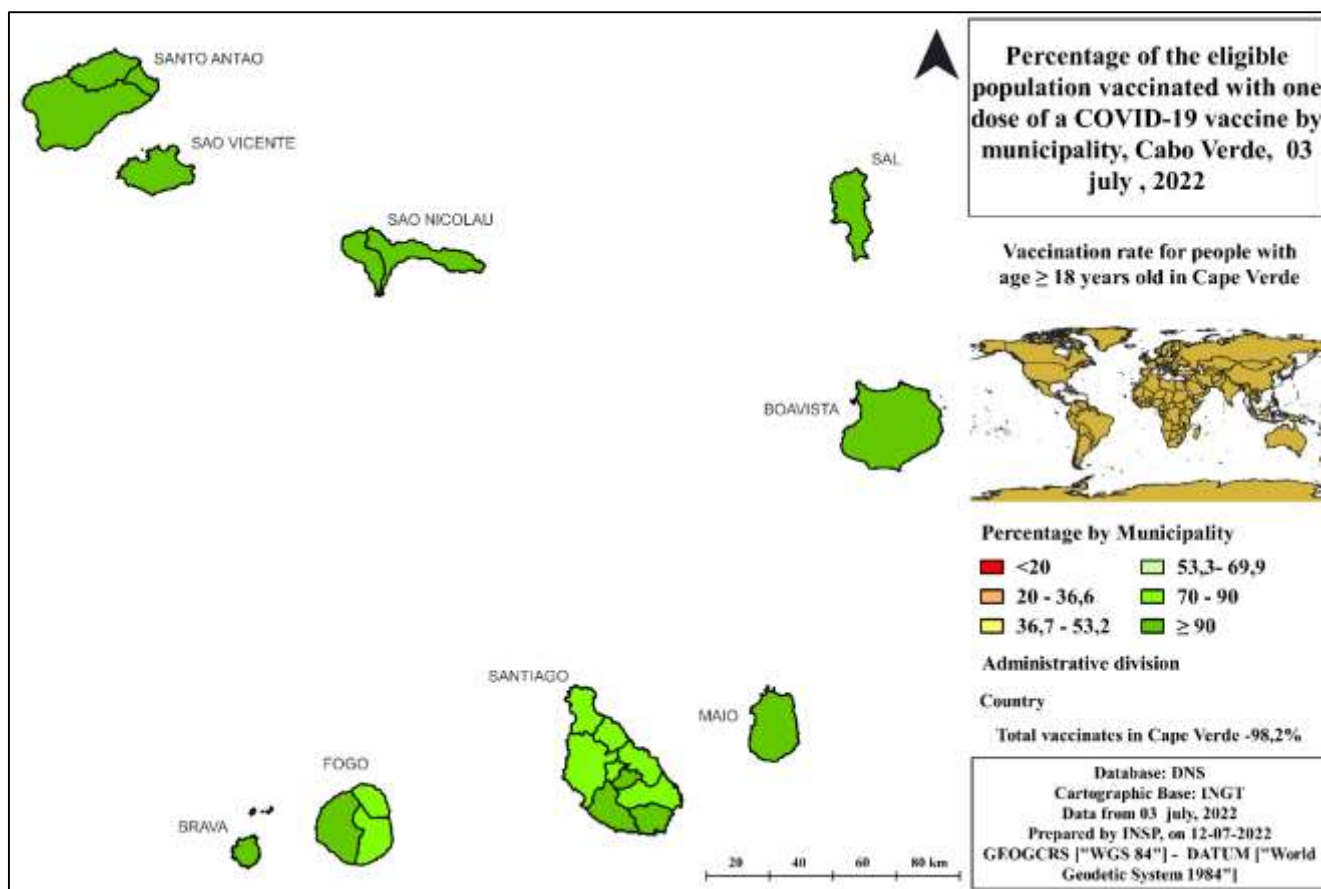 SANTO ANTAO
SAO VICENTE
SAO NICOLAU
SAL
BOAVISTA
SANTIAGO
MAIO
FOGO
BRAVA
20 40 60 80 km
Percentage of the eligible
population vaccinated with one
dose of a COVID-19 vaccine by
municipality, Cabo Verde, 03
july , 2022
Vaccination rate for people with
age ≥ 18 years old in Cape Verde
Percentage by Municipality
<20
53,3- 69,9
20 - 36,6
70 - 90
36,7 - 53,2
≥ 90
Administrative division
Country
Total vaccinates in Cape Verde -98,2%
Database: DNS
Cartographic Base: INGT
Data from 03 july, 2022
Prepared by INSP, on 12-07-2022
GEOGCRS ["WGS 84"] - DATUM ["World
Geodetic System 1984"]